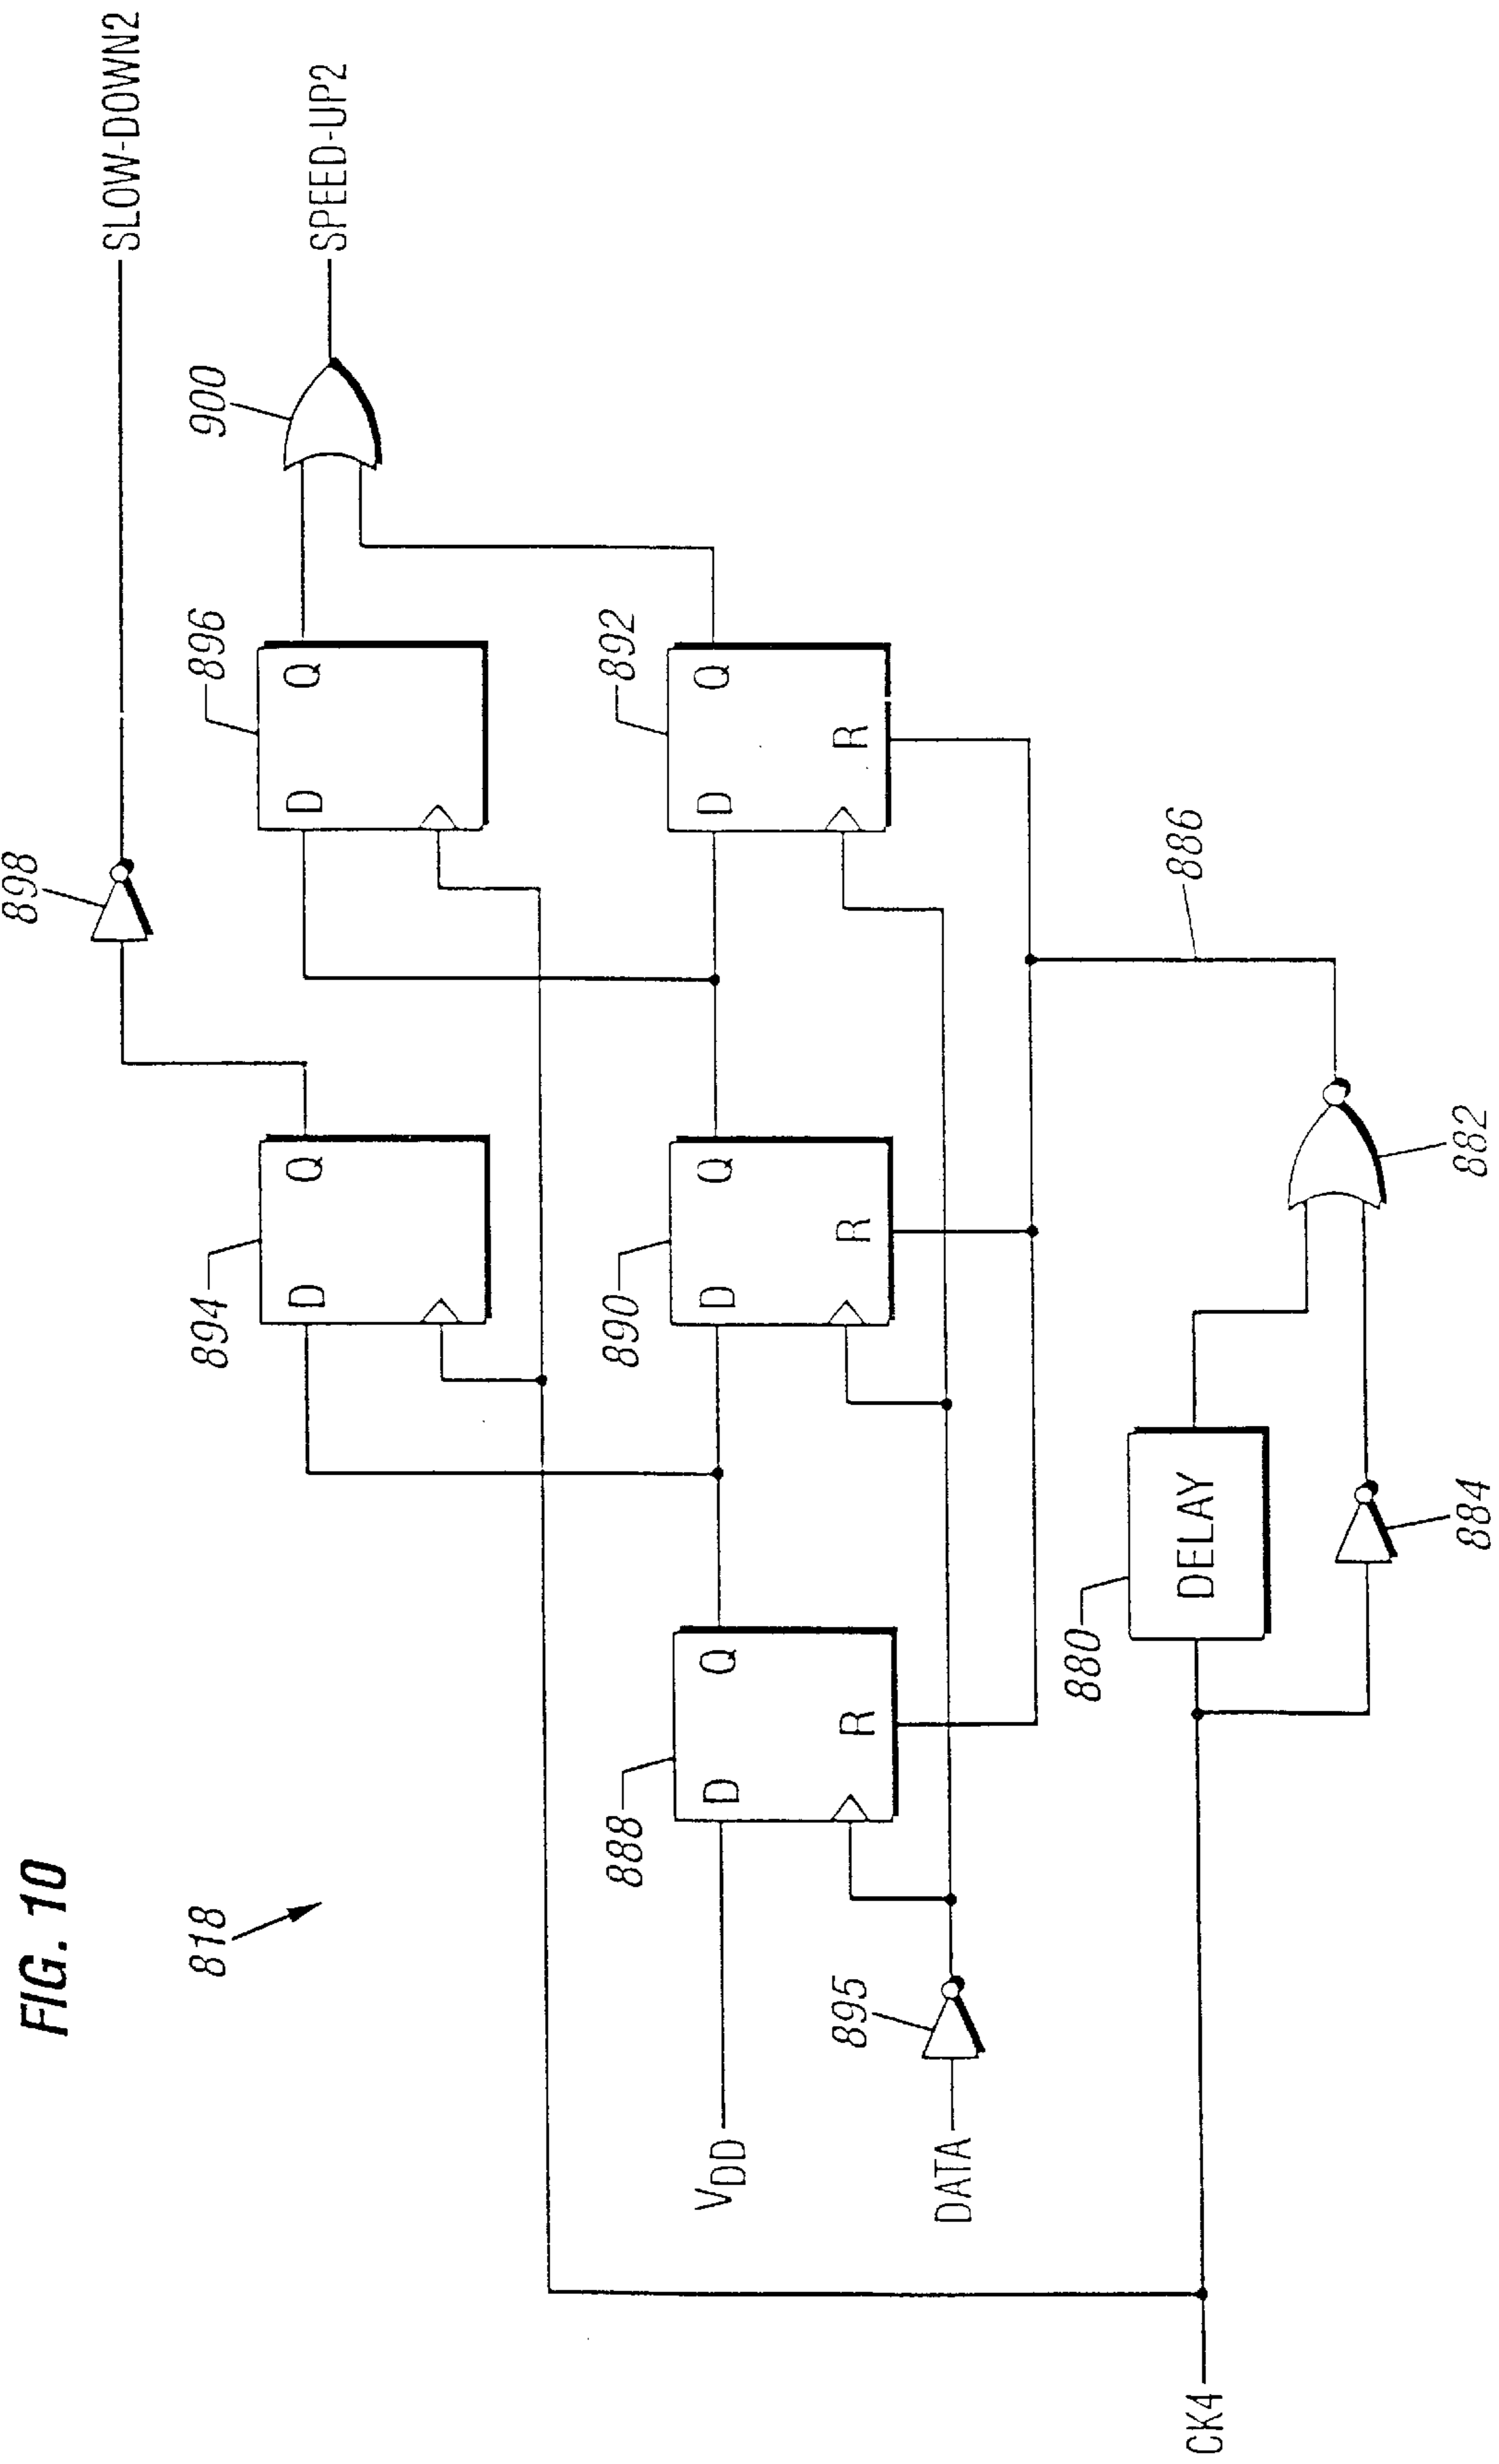 FIG. 10
818
898
SLOW-DOWN2
894
D
Q
896
D
Q
900
SPEED-UP2
888
D
Q
R
890
D
Q
R
892
D
Q
R
VDD
895
DATA
880
DELAY
886
884
882
CK4